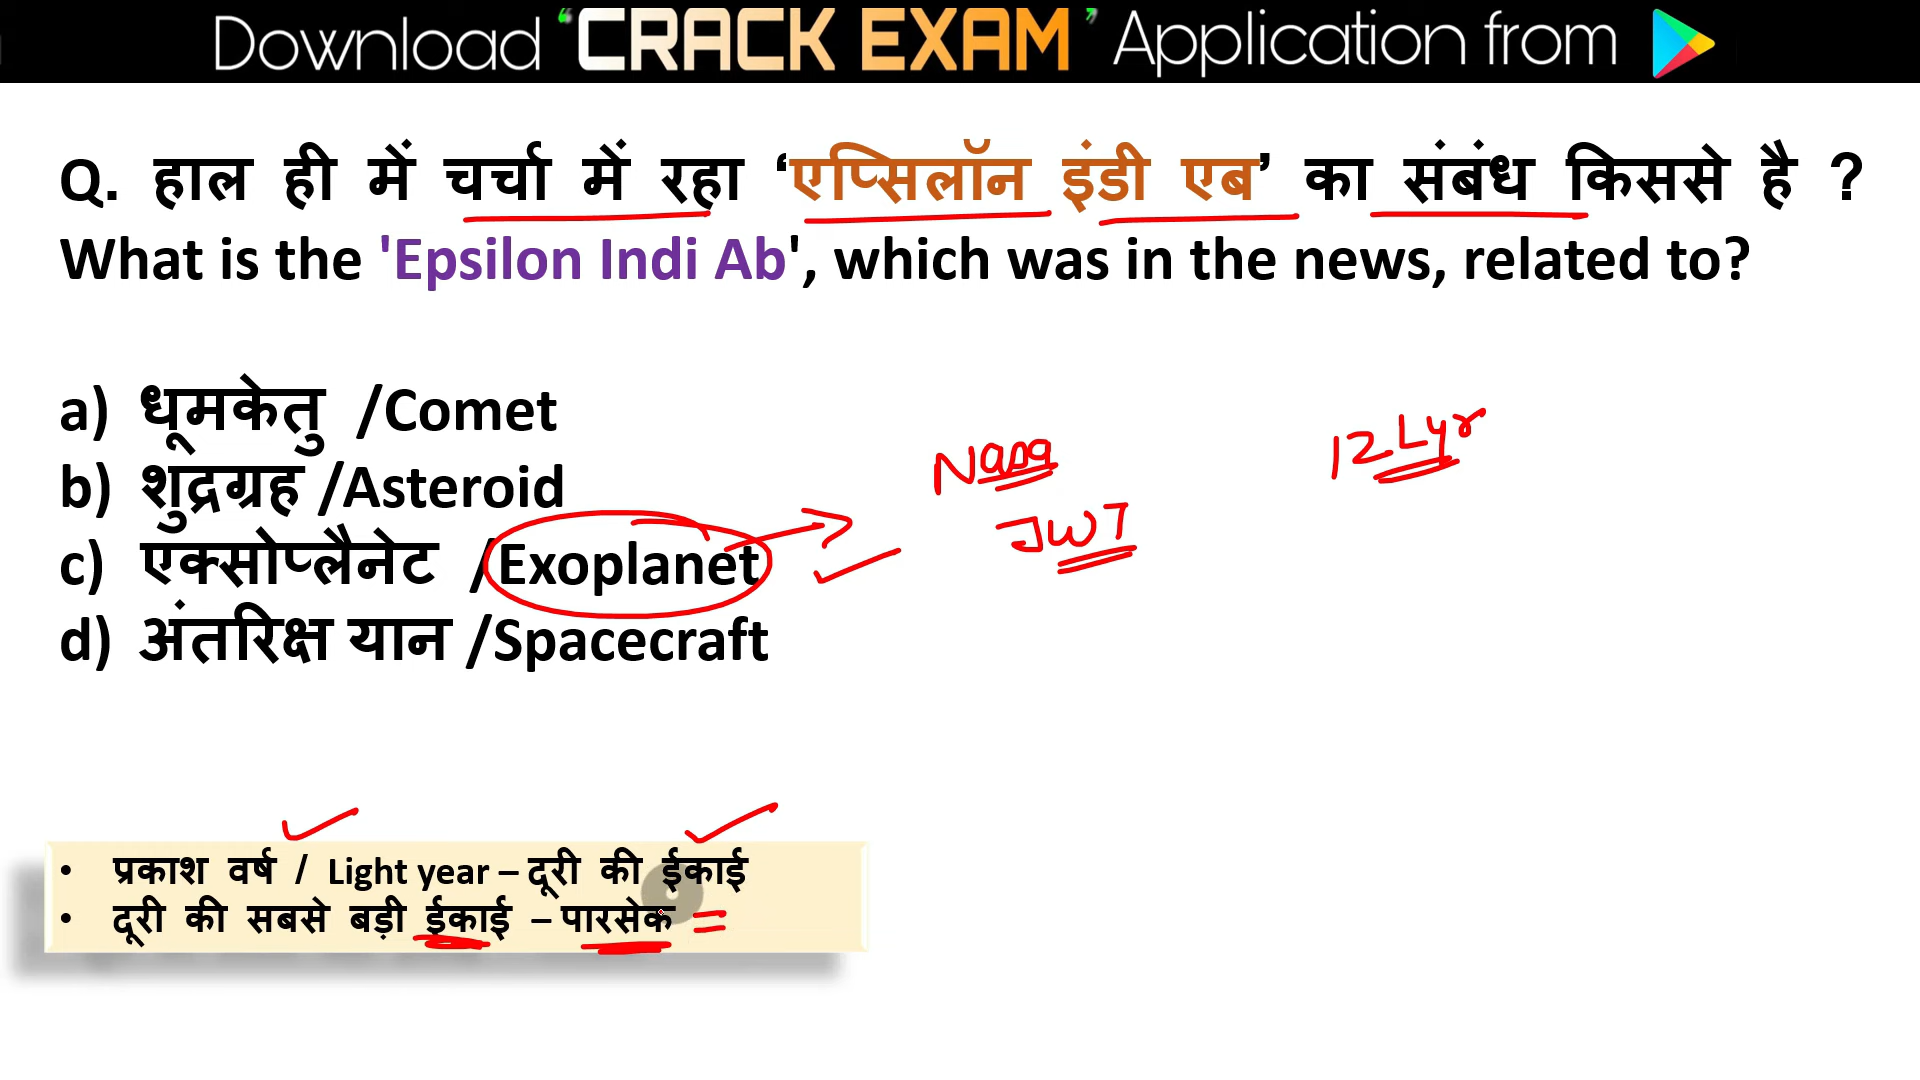 Download ‘CRACK EXAM’ Application from
Q. हाल ही में चर्चा में रहा ‘एप्सिलॉन इंडी एब’ का संबंध किससे है ?
What is the 'Epsilon Indi Ab', which was in the news, related to?
a) धूमकेतु /Comet
b) शुद्रग्रह /Asteroid
c) एक्सोप्लैनेट /Exoplanet
d) अंतरिक्ष यान /Spacecraft
Nasa
JWT
12 Lyr
• प्रकाश वर्ष / Light year – दूरी की ईकाई
• दूरी की सबसे बड़ी ईकाई – पारसेक =